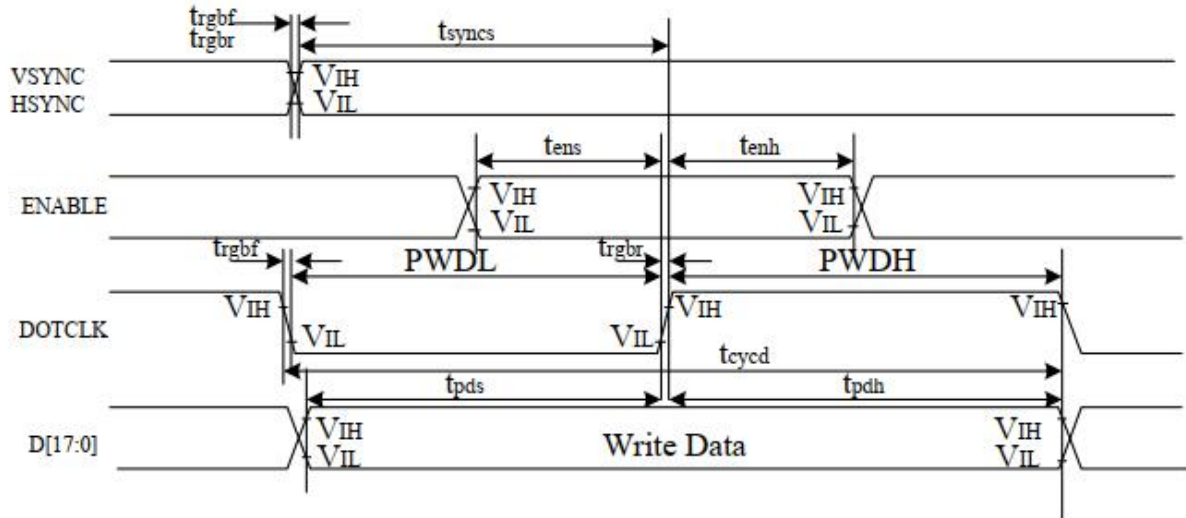 trgbf
trgbr
tsyncs
VSYNC
HSYNC
VIH
VIL
tens
tenh
ENABLE
VIH
VIL
VIH
VIL
trgbf
PWDL
trgbr
PWDH
DOTCLK
VIH
VIL
VIL
VIH
VIH
tcycd
tpds
tpdh
D[17:0]
VIH
VIL
Write Data
VIH
VIL